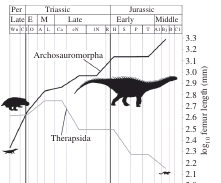 Per Triassic Jurassic
Late E M Late Early Middle
3.3
3.2
Archosauromorpha
3.1
3.0
2.9
2.8
2.7
2.6
2.5
Therapsida
2.4
2.3
2.2
2.1
log10 femur length (mm)